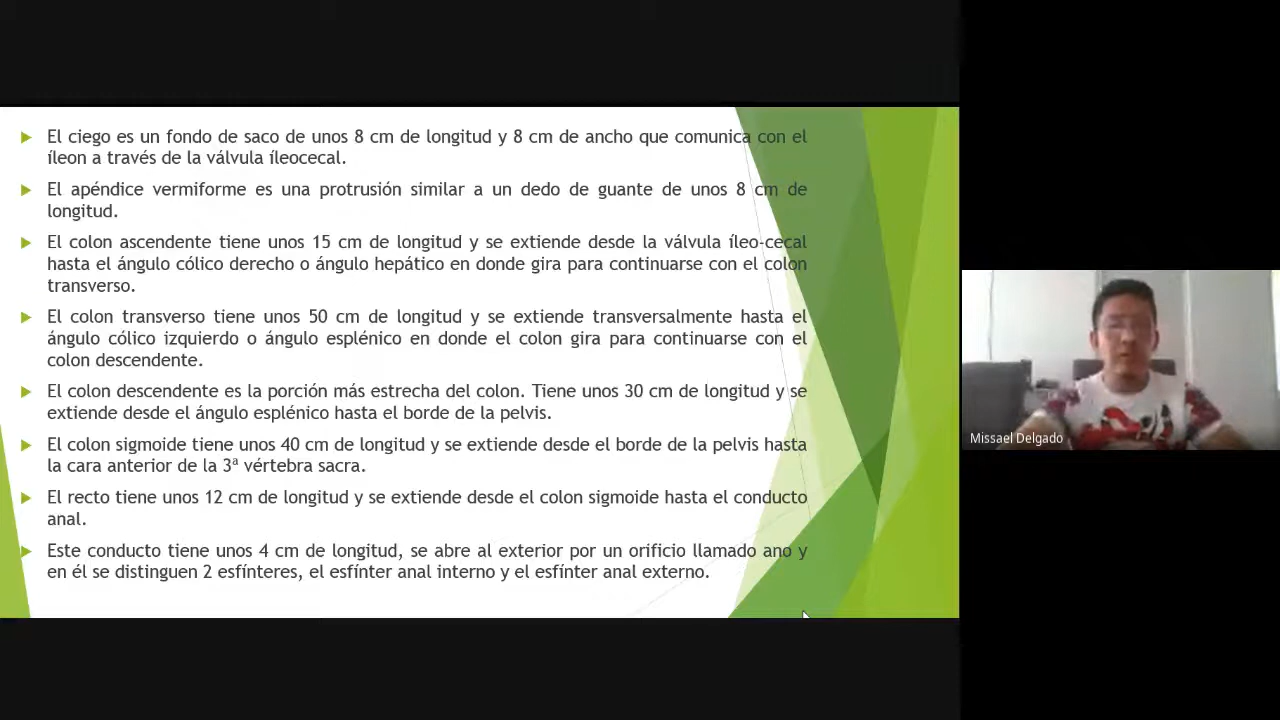 El ciego es un fondo de saco de unos 8 cm de longitud y 8 cm de ancho que comunica con el
íleon a través de la válvula íleocecal.
El apéndice vermiforme es una protrusión similar a un dedo de guante de unos 8 cm de
longitud.
El colon ascendente tiene unos 15 cm de longitud y se extiende desde la válvula íleo-cecal
hasta el ángulo cólico derecho o ángulo hepático en donde gira para continuarse con el colon
transverso.
El colon transverso tiene unos 50 cm de longitud y se extiende transversalmente hasta el
ángulo cólico izquierdo o ángulo esplénico en donde el colon gira para continuarse con el
colon descendente.
El colon descendente es la porción más estrecha del colon. Tiene unos 30 cm de longitud y se
extiende desde el ángulo esplénico hasta el borde de la pelvis.
El colon sigmoide tiene unos 40 cm de longitud y se extiende desde el borde de la pelvis hasta
la cara anterior de la 3ª vértebra sacra.
El recto tiene unos 12 cm de longitud y se extiende desde el colon sigmoide hasta el conducto
anal.
Este conducto tiene unos 4 cm de longitud, se abre al exterior por un orificio llamado ano y
en él se distinguen 2 esfínteres, el esfínter anal interno y el esfínter anal externo.
Missael Delgado